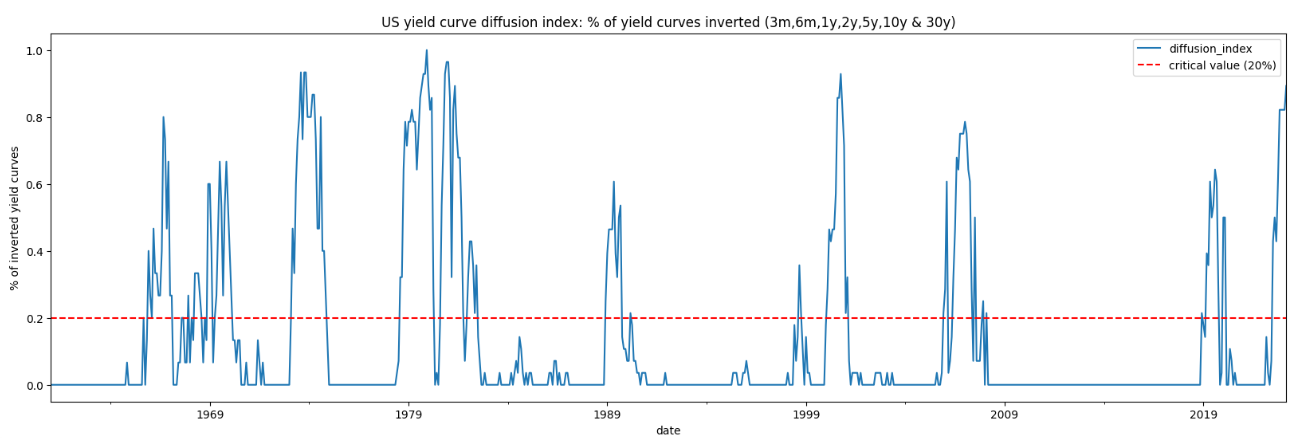 US yield curve diffusion index: % of yield curves inverted (3m,6m,1y,2y,5y,10y & 30y)
diffusion_index
critical value (20%)
% of inverted yield curves
1.0
0.8
0.6
0.4
0.2
0.0
1969
1979
1989
1999
2009
2019
date